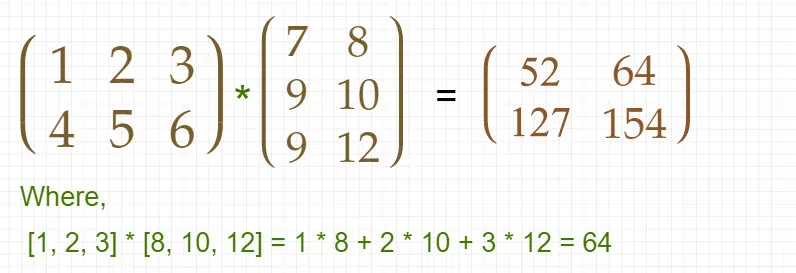 ( 1 2 3 ) ( 7 8 )
( 4 5 6 ) * ( 9 10 ) = ( 52 64 )
( 9 12 ) ( 127 154 )
Where,
[1, 2, 3] * [8, 10, 12] = 1 * 8 + 2 * 10 + 3 * 12 = 64